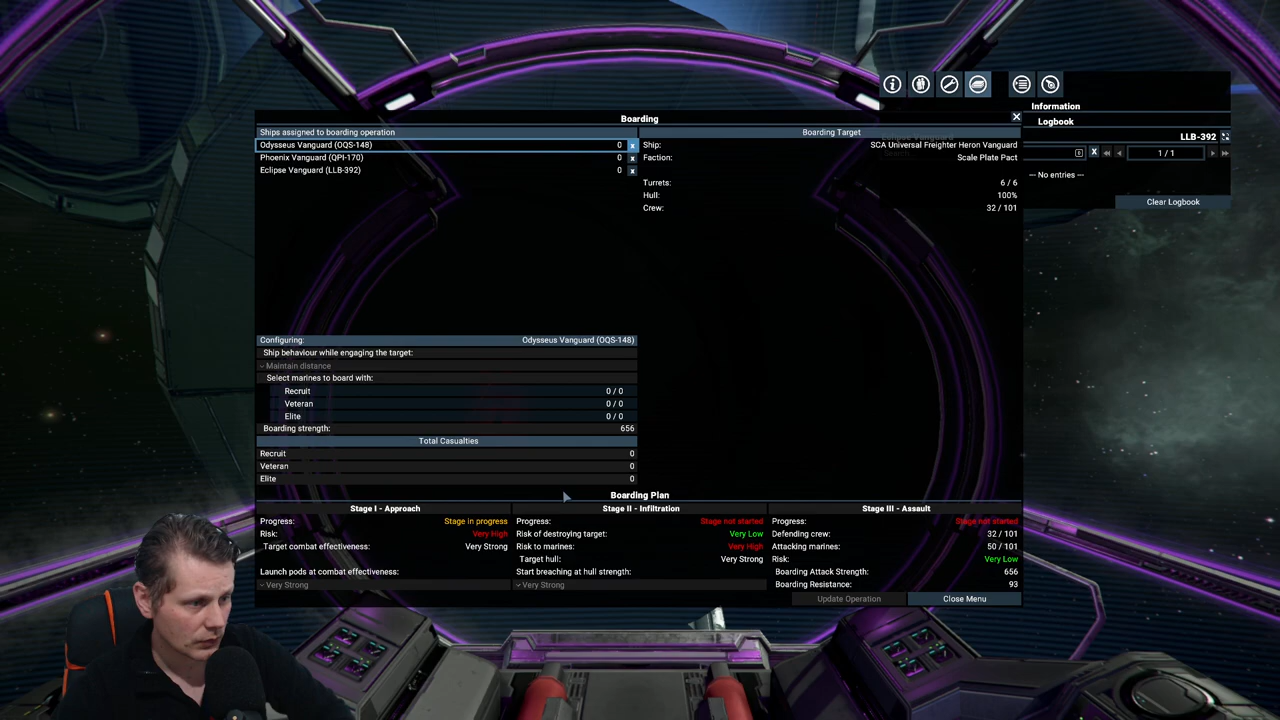 Boarding
Ships assigned to boarding operation
Odysseus Vanguard (OQS-148) 0 x
Phoenix Vanguard (QPI-170) 0 x
Eclipse Vanguard (LLB-392) 0 x
Boarding Target
Ship: SCA Universal Freighter Heron Vanguard
Faction: Scale Plate Pact
Turrets: 6 / 6
Hull: 100%
Crew: 32 / 101
Information
Logbook
Eclipse Vanguard LLB-392
1 / 1
--- No entries ---
Clear Logbook
Configuring: Odysseus Vanguard (OQS-148)
Ship behaviour while engaging the target:
Maintain distance
Select marines to board with:
Recruit 0 / 0
Veteran 0 / 0
Elite 0 / 0
Boarding strength: 656
Total Casualties
Recruit 0
Veteran 0
Elite 0
Boarding Plan
Stage I - Approach
Progress: Stage in progress
Risk: Very High
Target combat effectiveness: Very Strong
Launch pods at combat effectiveness:
Very Strong
Stage II - Infiltration
Progress: Stage not started
Risk of destroying target: Very Low
Risk to marines: Very High
Target hull: Very Strong
Start breaching at hull strength:
Very Strong
Stage III - Assault
Progress: Stage not started
Defending crew: 32 / 101
Attacking marines: 50 / 101
Risk: Very Low
Boarding Attack Strength: 656
Boarding Resistance: 93
Update Operation
Close Menu